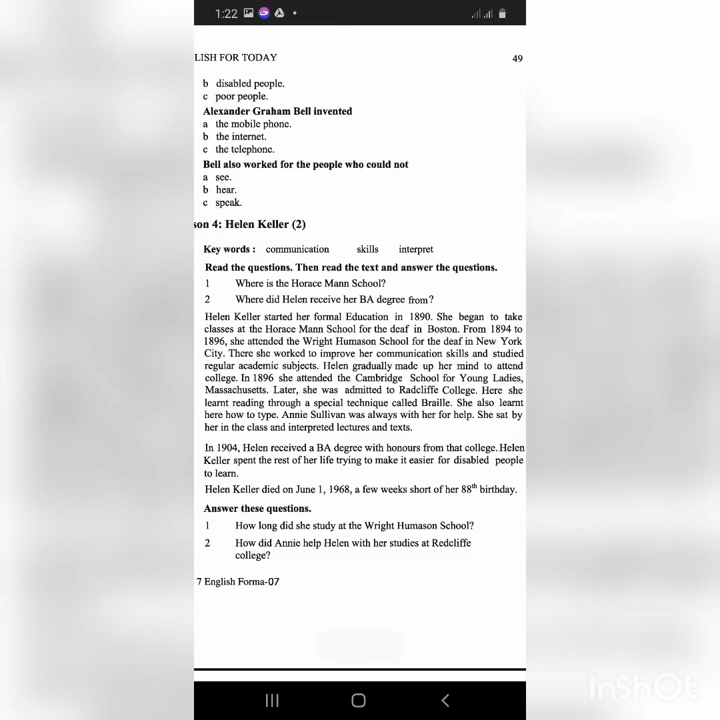 1:22
LISH FOR TODAY
49
b disabled people.
c poor people.
Alexander Graham Bell invented
a the mobile phone.
b the internet.
c the telephone.
Bell also worked for the people who could not
a see.
b hear.
c speak.
son 4: Helen Keller (2)
Key words : communication skills interpret
Read the questions. Then read the text and answer the questions.
1 Where is the Horace Mann School?
2 Where did Helen receive her BA degree from?
Helen Keller started her formal Education in 1890. She began to take
classes at the Horace Mann School for the deaf in Boston. From 1894 to
1896, she attended the Wright Humason School for the deaf in New York
City. There she worked to improve her communication skills and studied
regular academic subjects. Helen gradually made up her mind to attend
college. In 1896 she attended the Cambridge School for Young Ladies,
Massachusetts. Later, she was admitted to Radcliffe College. Here she
learnt reading through a special technique called Braille. She also learnt
here how to type. Annie Sullivan was always with her for help. She sat by
her in the class and interpreted lectures and texts.
In 1904, Helen received a BA degree with honours from that college. Helen
Keller spent the rest of her life trying to make it easier for disabled people
to learn.
Helen Keller died on June 1, 1968, a few weeks short of her 88th birthday.
Answer these questions.
1 How long did she study at the Wright Humason School?
2 How did Annie help Helen with her studies at Redcliffe
college?
7 English Forma-07
InShOt